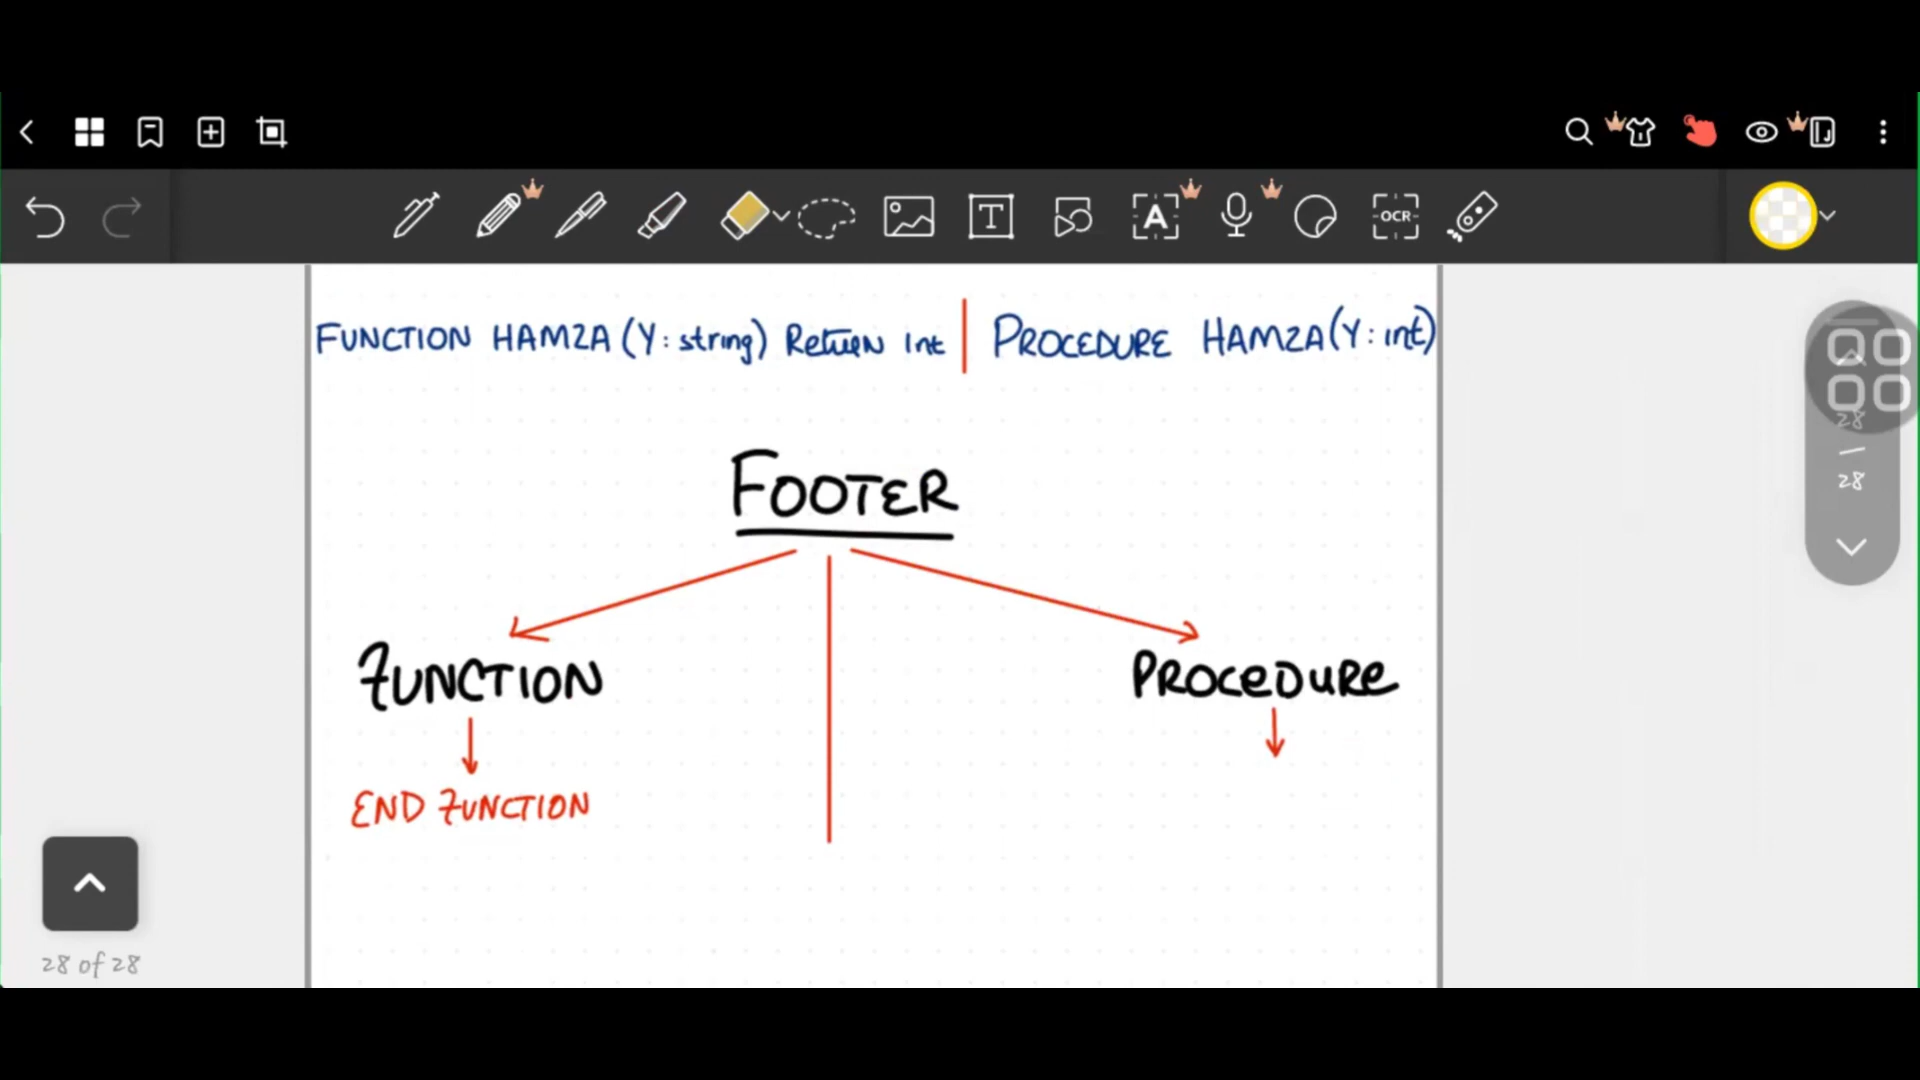 A
T
OCR
FUNCTION HAMZA (Y: string) Return Int | PROCEDURE HAMZA (Y: int)
28
28
FOOTER
FUNCTION
PROCEDURE
END FUNCTION
28 of 28